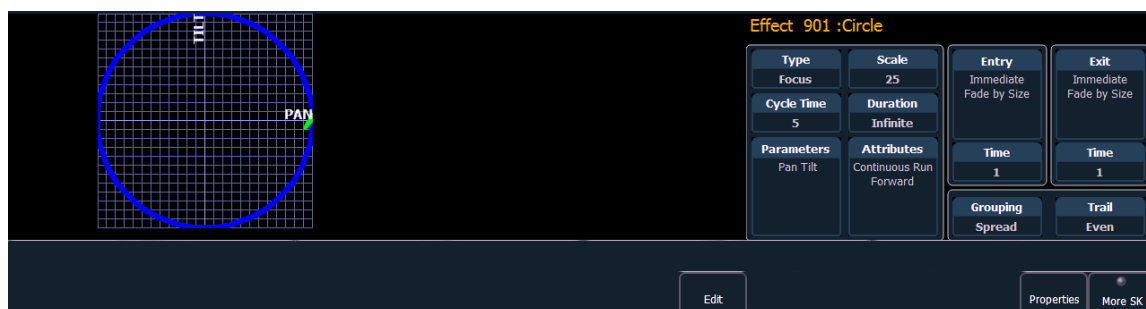 TILT
PAN
Effect 901 :Circle
Type
Focus
Scale
25
Cycle Time
5
Duration
Infinite
Parameters
Pan Tilt
Attributes
Continuous Run
Forward
Entry
Immediate
Fade by Size
Time
1
Exit
Immediate
Fade by Size
Time
1
Grouping
Spread
Trail
Even
Edit
Properties
More SK